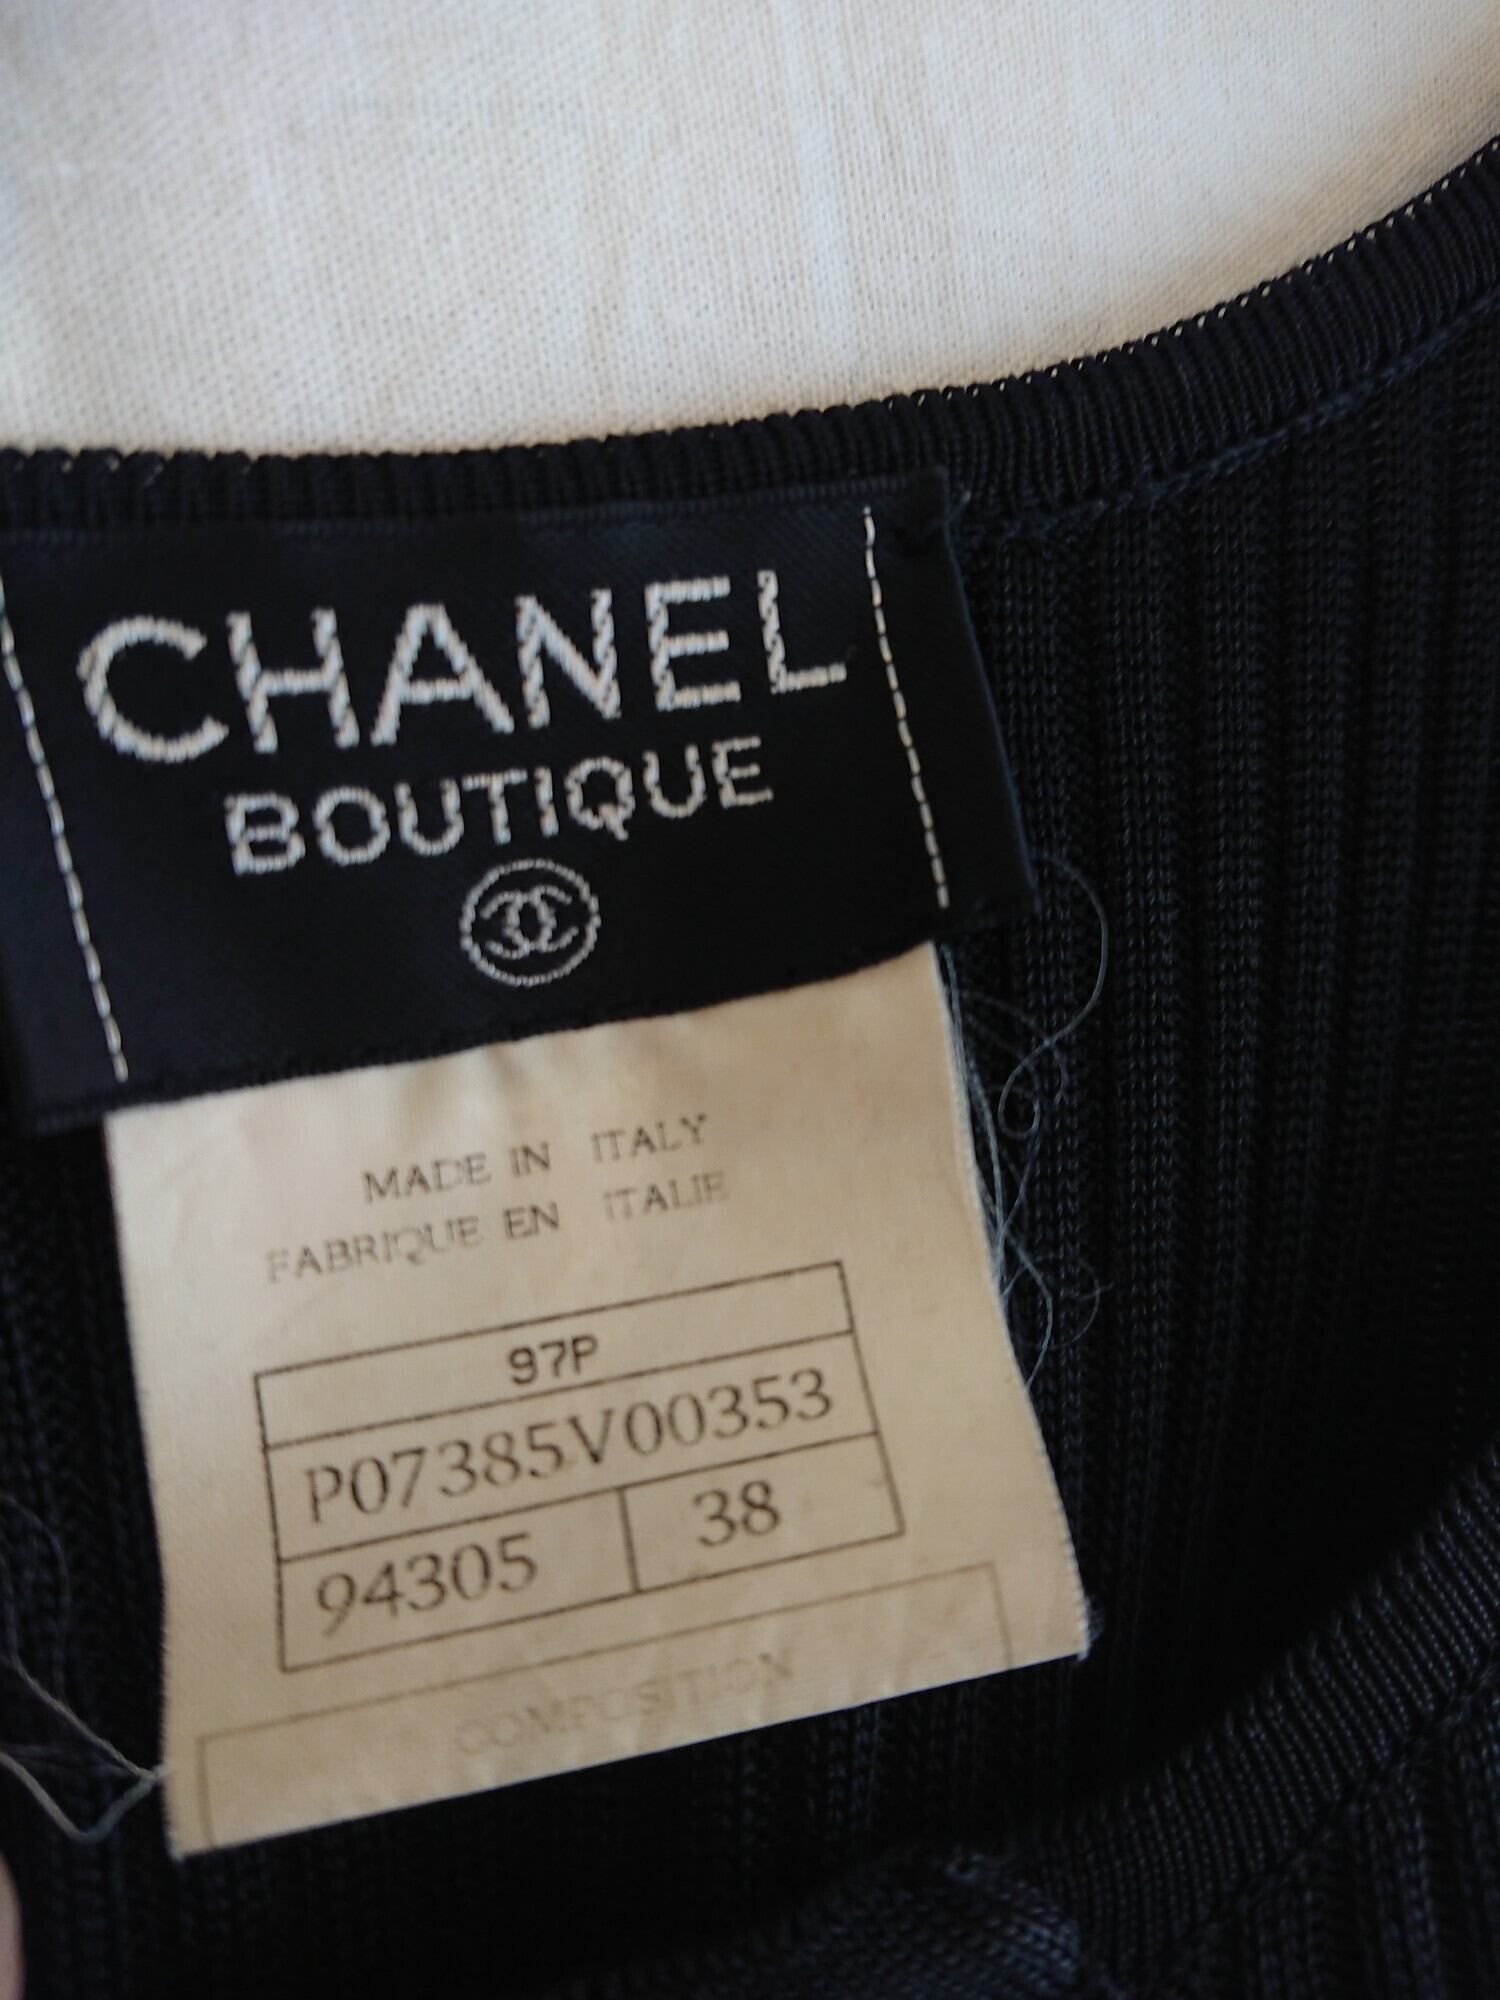 CHANEL
BOUTIQUE
MADE IN ITALY
FABRIQUE EN ITALIE
97P
P07385V00353
94305 38
COMPOSITION